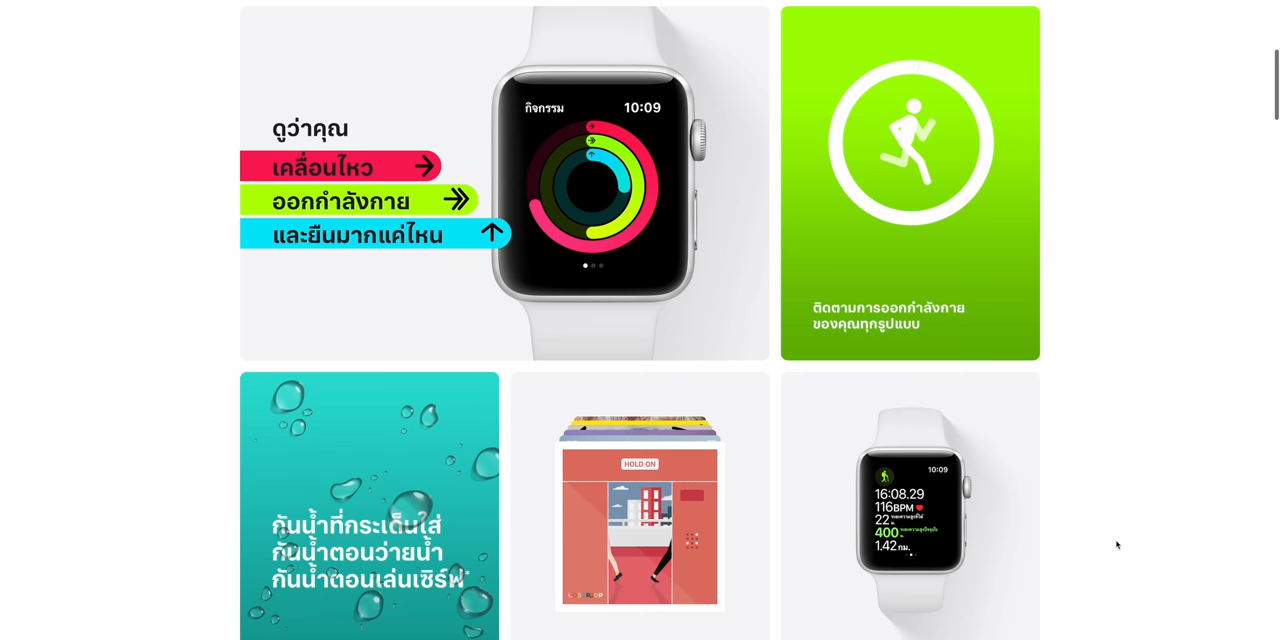 ดูว่าคุณ
เคลื่อนไหว
ออกกำลังกาย
และยืนมากแค่ไหน
กิจกรรม 10:09
ติดตามการออกกำลังกาย
ของคุณทุกรูปแบบ
กันน้ำที่กระเด็นใส่
กันน้ำตอนว่ายน้ำ
กันน้ำตอนเล่นเซิร์ฟ*
HOLD ON
10:09
16:08.29
116BPM
22 ม.
400 ม.
1.42 กม.